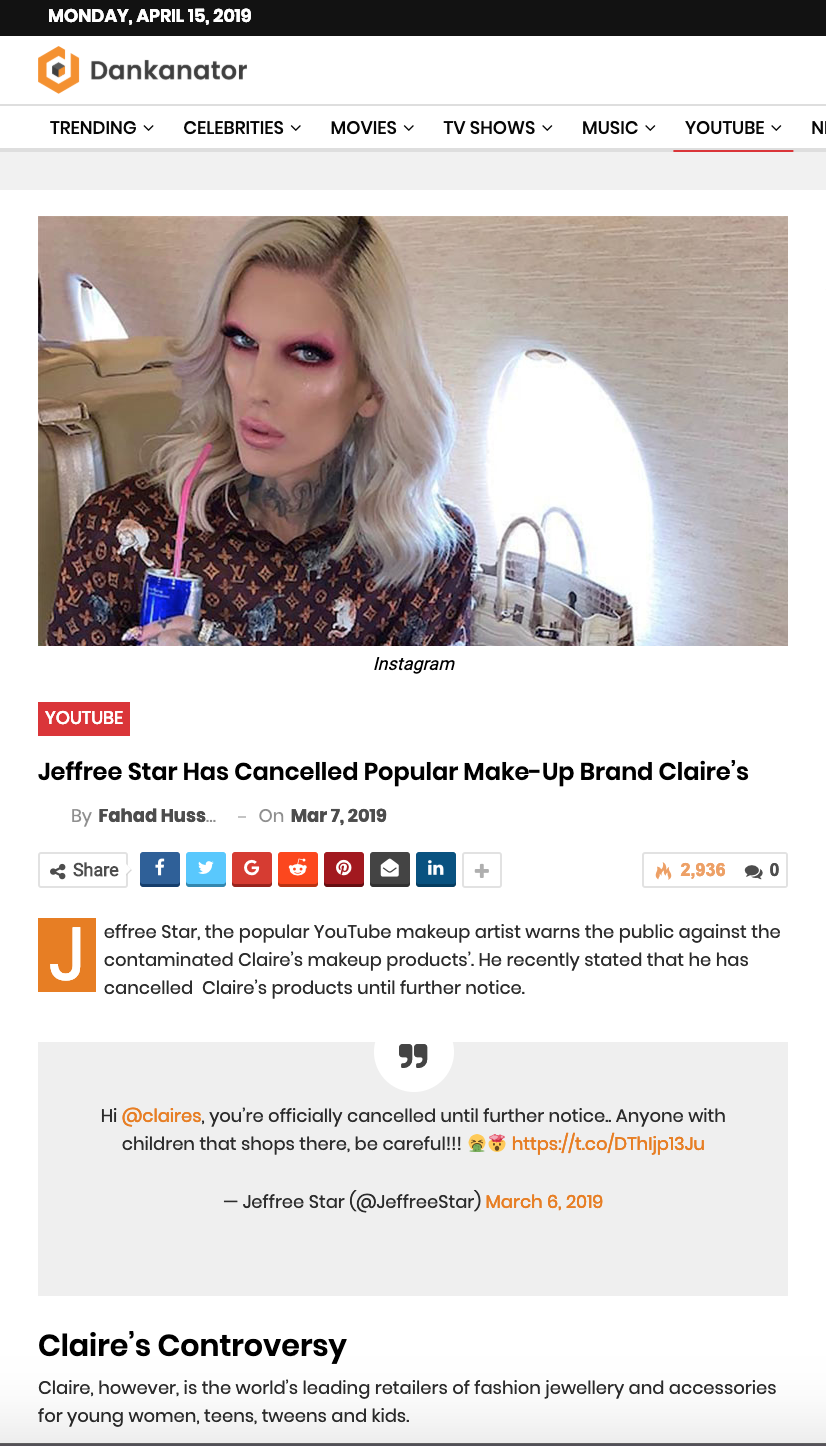 MONDAY, APRIL 15, 2019
Dankanator
TRENDING CELEBRITIES MOVIES TV SHOWS MUSIC YOUTUBE
Instagram
YOUTUBE
Jeffree Star Has Cancelled Popular Make-Up Brand Claire’s
By Fahad Huss... – On Mar 7, 2019
Share f G in + 2,936 0
Jeffree Star, the popular YouTube makeup artist warns the public against the
contaminated Claire’s makeup products’. He recently stated that he has
cancelled Claire’s products until further notice.
”
Hi @claires, you’re officially cancelled until further notice.. Anyone with
children that shops there, be careful!!! 🤮🤯 https://t.co/DThljp13Ju
— Jeffree Star (@JeffreeStar) March 6, 2019
Claire’s Controversy
Claire, however, is the world’s leading retailers of fashion jewellery and accessories
for young women, teens, tweens and kids.